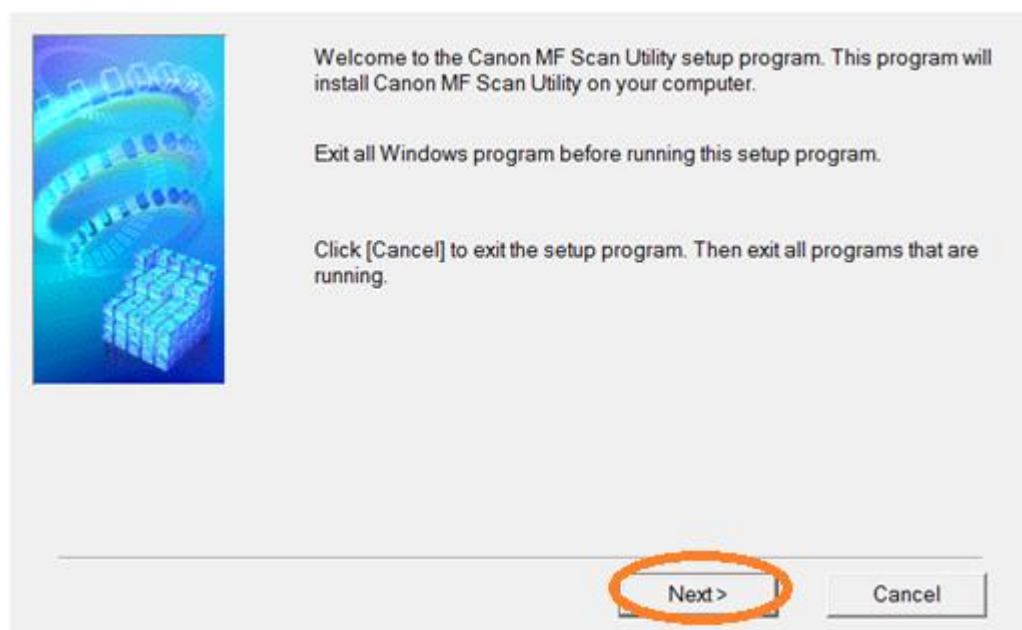 Welcome to the Canon MF Scan Utility setup program. This program will
install Canon MF Scan Utility on your computer.
Exit all Windows program before running this setup program.
Click [Cancel] to exit the setup program. Then exit all programs that are
running.
Next >
Cancel